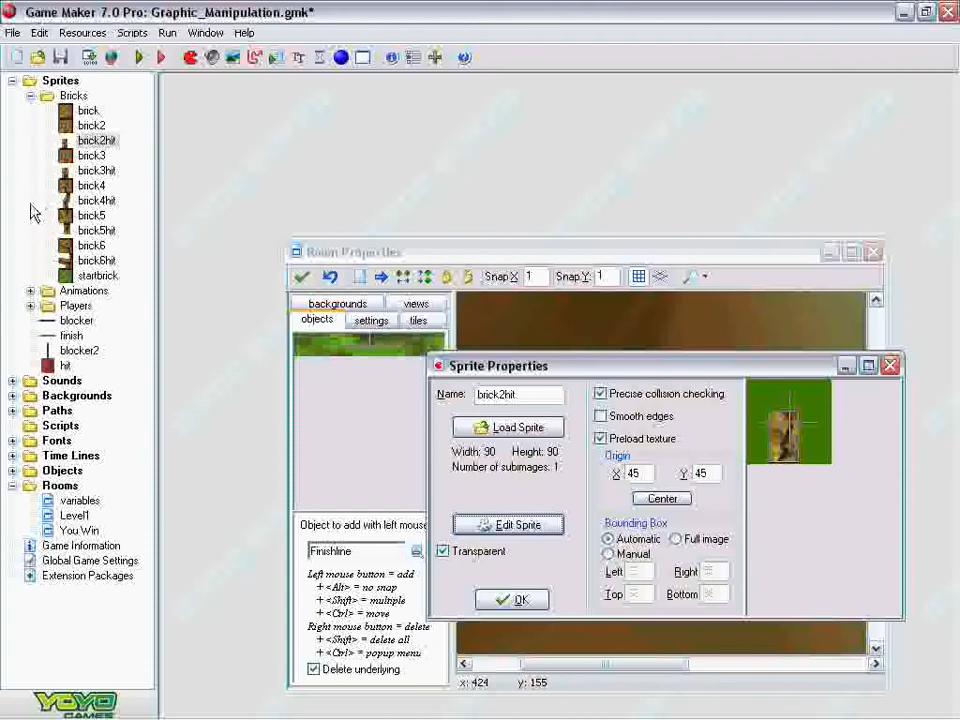 Game Maker 7.0 Pro: Graphic_Manipulation.gmk*
File Edit Resources Scripts Run Window Help
Sprites
Bricks
brick
brick2
brick2hit
brick3
brick3hit
brick4
brick4hit
brick5
brick5hit
brick6
brick6hit
startbrick
Animations
Players
blocker
finish
blocker2
hit
Sounds
Backgrounds
Paths
Scripts
Fonts
Time Lines
Objects
Rooms
variables
Level1
You Win
Game Information
Global Game Settings
Extension Packages
YOYO
GAMES
Room Properties
Snap X 1 Snap Y: 1
backgrounds views
objects settings tiles
Object to add with left mouse
Finishline
Left mouse button = add
+ <Alt> = no snap
+ <Shift> = multiple
+ <Ctrl> = move
Right mouse button = delete
+ <Shift> = delete all
+ <Ctrl> = popup menu
Delete underlying
x: 424 y: 155
Sprite Properties
Name: brick2hit
Load Sprite
Width: 90 Height: 90
Number of subimages: 1
Edit Sprite
Transparent
OK
Precise collision checking
Smooth edges
Preload texture
Origin
X 45 Y 45
Center
Bounding Box
Automatic Full image
Manual
Left Right
Top Bottom